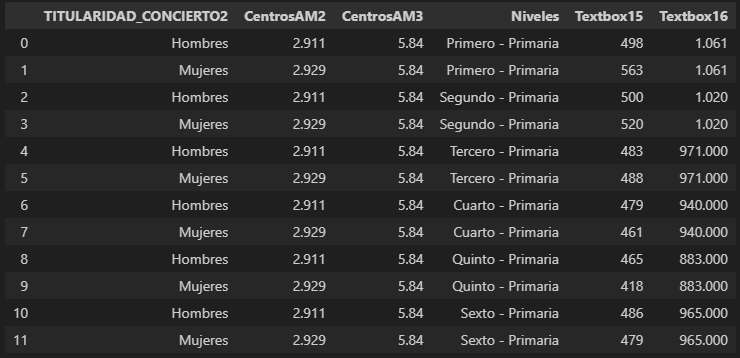 TITULARIDAD_CONCIERTO2 CentrosAM2 CentrosAM3 Niveles Textbox15 Textbox16
0 Hombres 2.911 5.84 Primero - Primaria 498 1.061
1 Mujeres 2.929 5.84 Primero - Primaria 563 1.061
2 Hombres 2.911 5.84 Segundo - Primaria 500 1.020
3 Mujeres 2.929 5.84 Segundo - Primaria 520 1.020
4 Hombres 2.911 5.84 Tercero - Primaria 483 971.000
5 Mujeres 2.929 5.84 Tercero - Primaria 488 971.000
6 Hombres 2.911 5.84 Cuarto - Primaria 479 940.000
7 Mujeres 2.929 5.84 Cuarto - Primaria 461 940.000
8 Hombres 2.911 5.84 Quinto - Primaria 465 883.000
9 Mujeres 2.929 5.84 Quinto - Primaria 418 883.000
10 Hombres 2.911 5.84 Sexto - Primaria 486 965.000
11 Mujeres 2.929 5.84 Sexto - Primaria 479 965.000